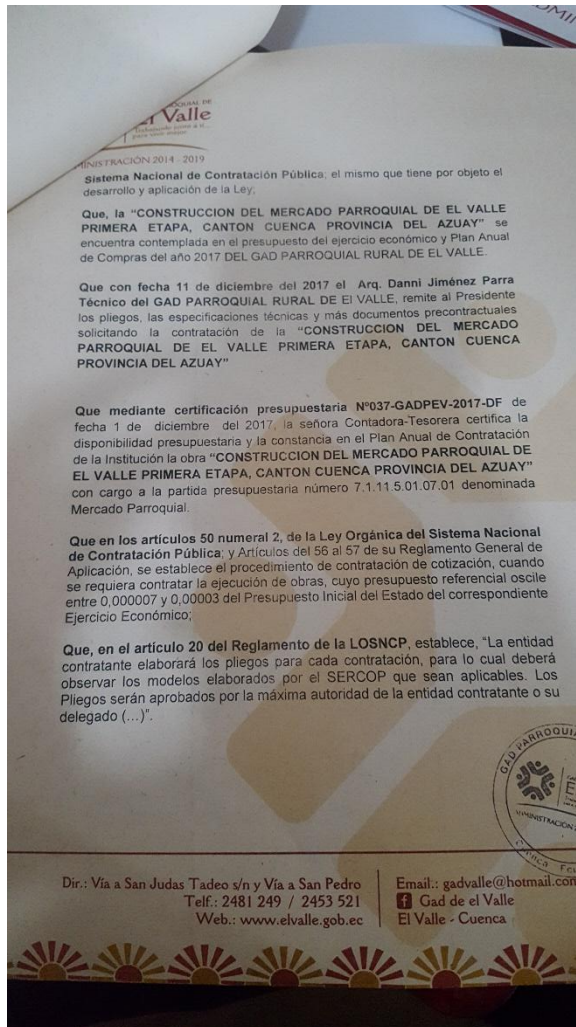 OMI
OQUIAL DE
El Valle
Trabajando junto a ti...
para vivir mejor
MINISTRACIÓN 2014 - 2019
Sistema Nacional de Contratación Pública; el mismo que tiene por objeto el
desarrollo y aplicación de la Ley;
Que, la “CONSTRUCCION DEL MERCADO PARROQUIAL DE EL VALLE
PRIMERA ETAPA, CANTON CUENCA PROVINCIA DEL AZUAY” se
encuentra contemplada en el presupuesto del ejercicio económico y Plan Anual
de Compras del año 2017 DEL GAD PARROQUIAL RURAL DE EL VALLE.
Que con fecha 11 de diciembre del 2017 el Arq. Danni Jiménez Parra
Técnico del GAD PARROQUIAL RURAL DE El VALLE, remite al Presidente
los pliegos, las especificaciones técnicas y más documentos precontractuales
solicitando la contratación de la “CONSTRUCCION DEL MERCADO
PARROQUIAL DE EL VALLE PRIMERA ETAPA, CANTON CUENCA
PROVINCIA DEL AZUAY”
Que mediante certificación presupuestaria Nº037-GADPEV-2017-DF de
fecha 1 de diciembre del 2017, la señora Contadora-Tesorera certifica la
disponibilidad presupuestaria y la constancia en el Plan Anual de Contratación
de la Institución la obra “CONSTRUCCION DEL MERCADO PARROQUIAL DE
EL VALLE PRIMERA ETAPA, CANTON CUENCA PROVINCIA DEL AZUAY”
con cargo a la partida presupuestaria número 7.1.11.5.01.07.01 denominada
Mercado Parroquial.
Que en los artículos 50 numeral 2, de la Ley Orgánica del Sistema Nacional
de Contratación Pública; y Artículos del 56 al 57 de su Reglamento General de
Aplicación, se establece el procedimiento de contratación de cotización, cuando
se requiera contratar la ejecución de obras, cuyo presupuesto referencial oscile
entre 0,000007 y 0,00003 del Presupuesto Inicial del Estado del correspondiente
Ejercicio Económico;
Que, en el artículo 20 del Reglamento de la LOSNCP, establece, “La entidad
contratante elaborará los pliegos para cada contratación, para lo cual deberá
observar los modelos elaborados por el SERCOP que sean aplicables. Los
Pliegos serán aprobados por la máxima autoridad de la entidad contratante o su
delegado (...)”.
GAD PARROQUIA
Cuenca
Dir.: Vía a San Judas Tadeo s/n y Vía a San Pedro
Telf.: 2481 249 / 2453 521
Web.: www.elvalle.gob.ec
Email.: gadvalle@hotmail.com
Gad de el Valle
El Valle - Cuenca